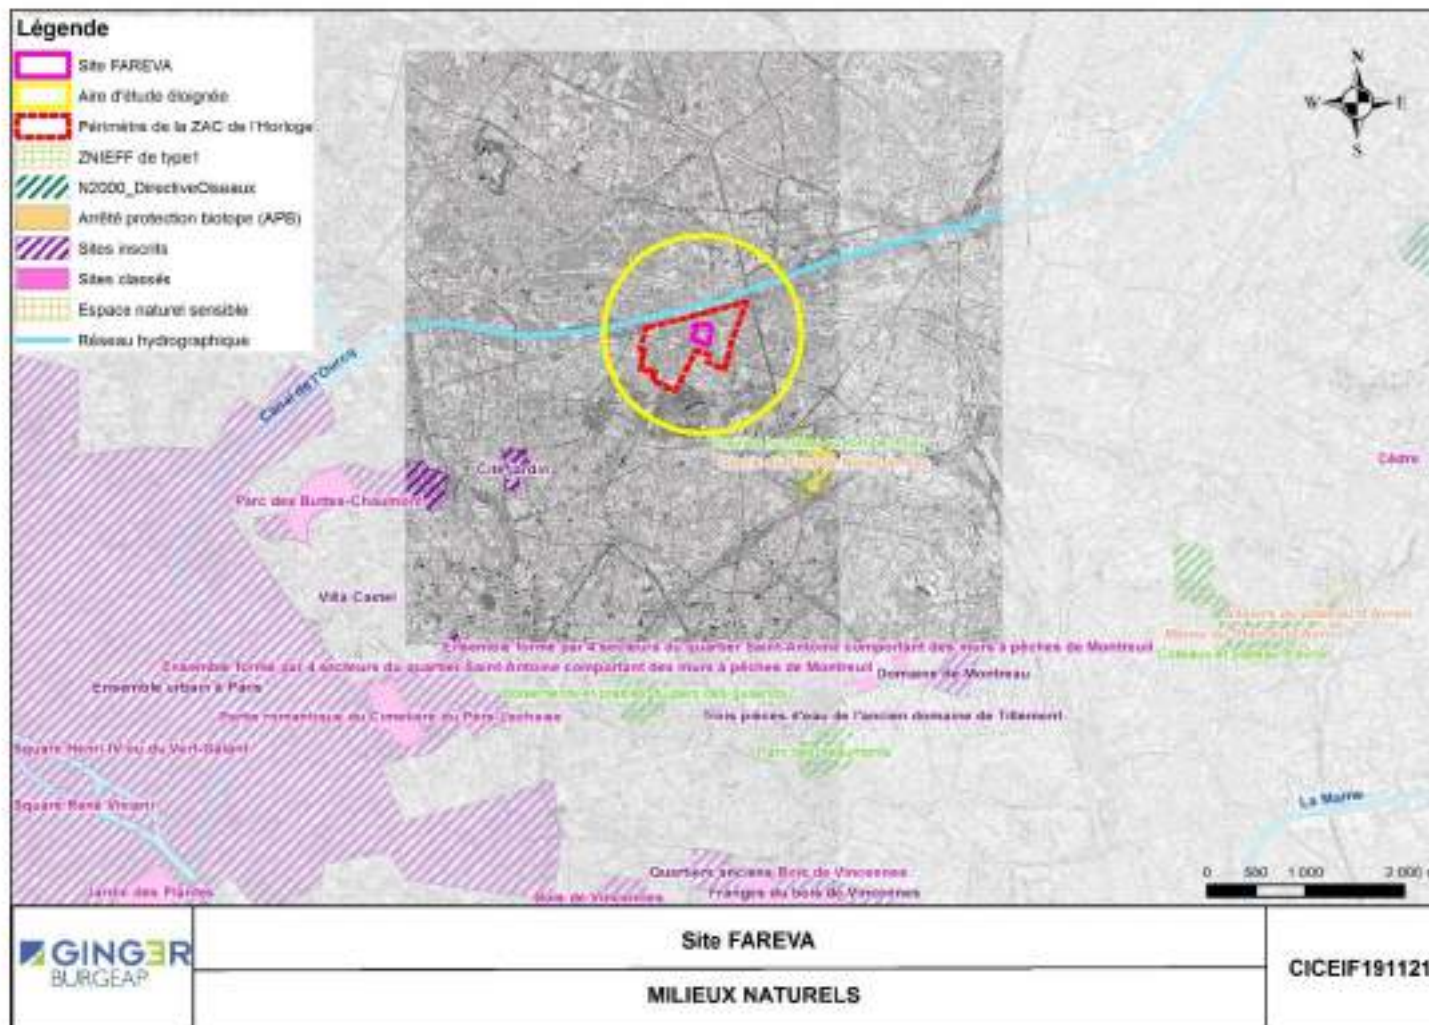 Légende
Site FAREVA
Aire d'étude éloignée
Périmètre de la ZAC de l'Horloge
ZNIEFF de type1
N2000_DirectiveOiseaux
Arrêté protection biotope (APB)
Sites inscrits
Sites classés
Espace naturel sensible
Réseau hydrographique
N
W E
S
Canal de l'Ourcq
Cité jardin
Parc des Buttes-Chaumont
Cèdre
Villa Castel
Ensemble formé par 4 secteurs du quartier Saint-Antoine comportant des murs à pêches de Montreuil
Ensemble formé par 4 secteurs du quartier Saint-Antoine comportant des murs à pêches de Montreuil
Domaine de Montreau
Ensemble urbain à Paris
Partie romantique du Cimetière du Père-Lachaise
Trois pièces d'eau de l'ancien domaine de Tillemont
Square Henri IV ou du Vert-Galant
Square René Viviani
La Marne
Quartiers anciens Bois de Vincennes
Jardin des Plantes
Bois de Vincennes
Franges du bois de Vincennes
0 500 1 000 2 000
GINGER
BURGEAP
Site FAREVA
MILIEUX NATURELS
CICEIF191121